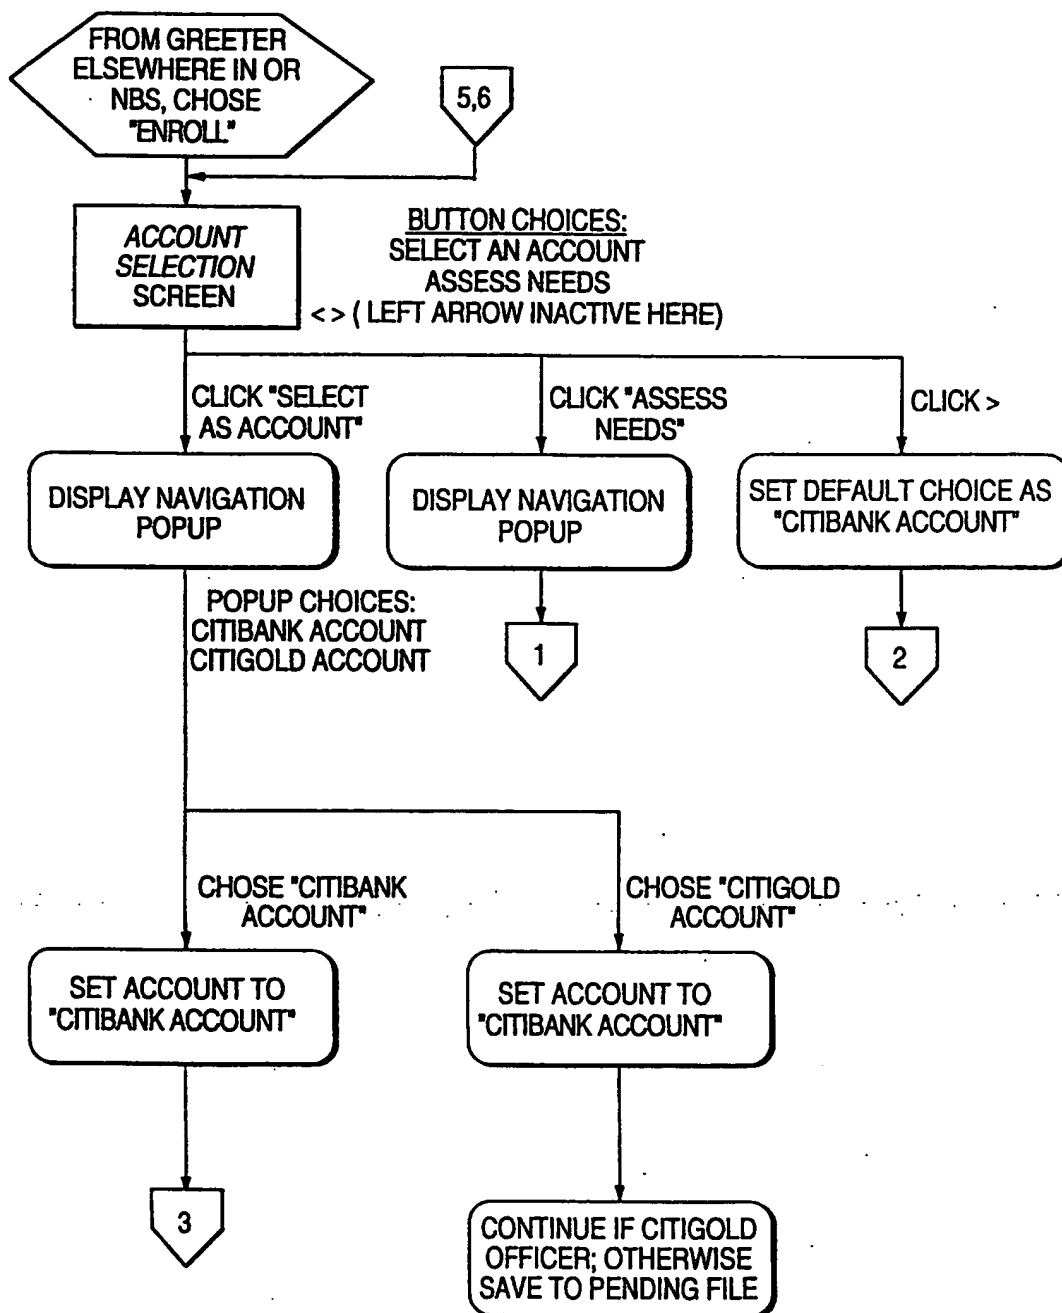 FROM GREETER
ELSEWHERE IN OR
NBS, CHOSE
"ENROLL"
5,6
ACCOUNT
SELECTION
SCREEN
BUTTON CHOICES:
SELECT AN ACCOUNT
ASSESS NEEDS
< > ( LEFT ARROW INACTIVE HERE)
CLICK "SELECT
AS ACCOUNT"
CLICK "ASSESS
NEEDS"
CLICK >
DISPLAY NAVIGATION
POPUP
DISPLAY NAVIGATION
POPUP
SET DEFAULT CHOICE AS
"CITIBANK ACCOUNT"
POPUP CHOICES:
CITIBANK ACCOUNT
CITIGOLD ACCOUNT
1
2
CHOSE "CITIBANK
ACCOUNT"
CHOSE "CITIGOLD
ACCOUNT"
SET ACCOUNT TO
"CITIBANK ACCOUNT"
SET ACCOUNT TO
"CITIBANK ACCOUNT"
3
CONTINUE IF CITIGOLD
OFFICER; OTHERWISE
SAVE TO PENDING FILE